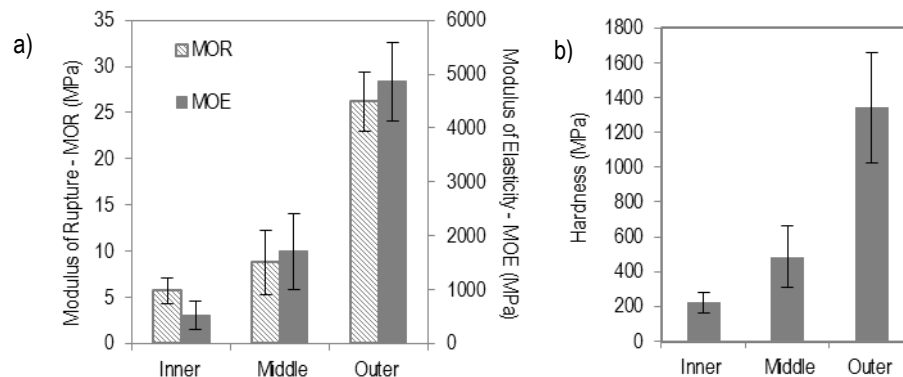 a)
Modulus of Rupture - MOR (MPa)
35
30
25
20
15
10
5
0
MOR
MOE
Inner Middle Outer
6000
5000
4000
3000
2000
1000
0
Modulus of Elasticity - MOE (MPa)
b)
Hardness (MPa)
1800
1600
1400
1200
1000
800
600
400
200
0
Inner Middle Outer